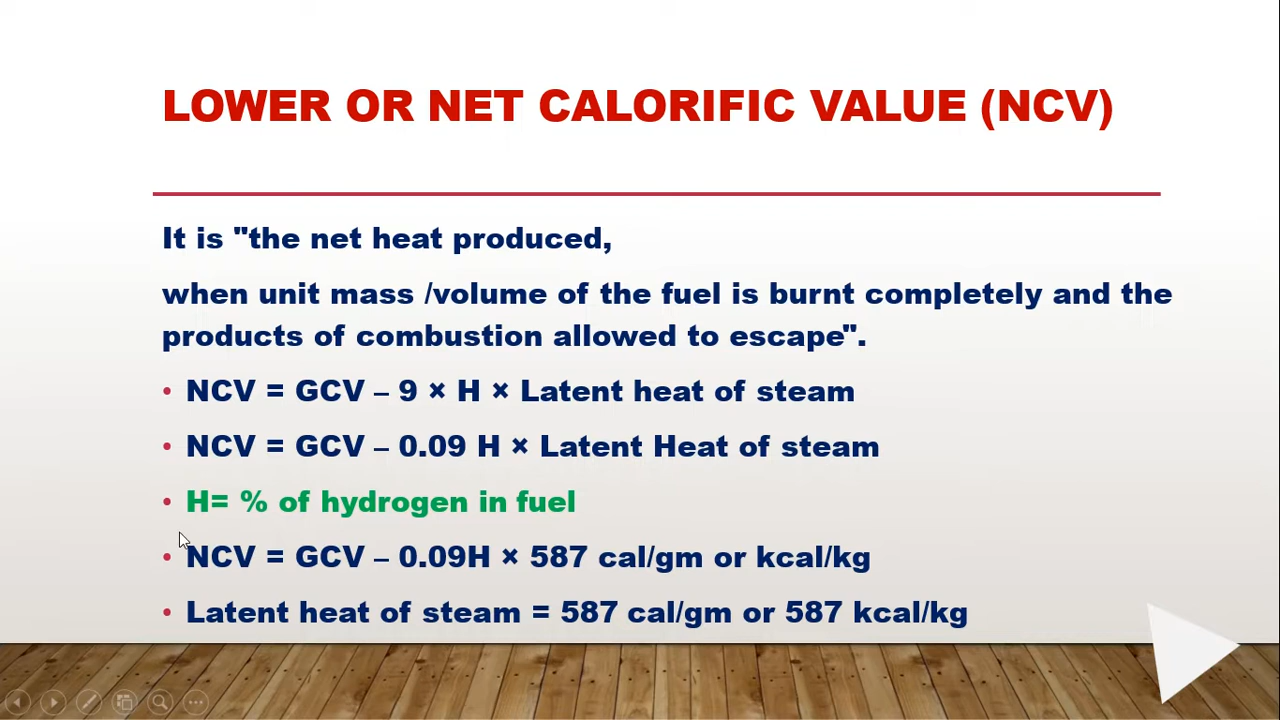 LOWER OR NET CALORIFIC VALUE (NCV)
It is "the net heat produced,
when unit mass /volume of the fuel is burnt completely and the
products of combustion allowed to escape".
• NCV = GCV – 9 × H × Latent heat of steam
• NCV = GCV – 0.09 H × Latent Heat of steam
• H= % of hydrogen in fuel
• NCV = GCV – 0.09H × 587 cal/gm or kcal/kg
• Latent heat of steam = 587 cal/gm or 587 kcal/kg